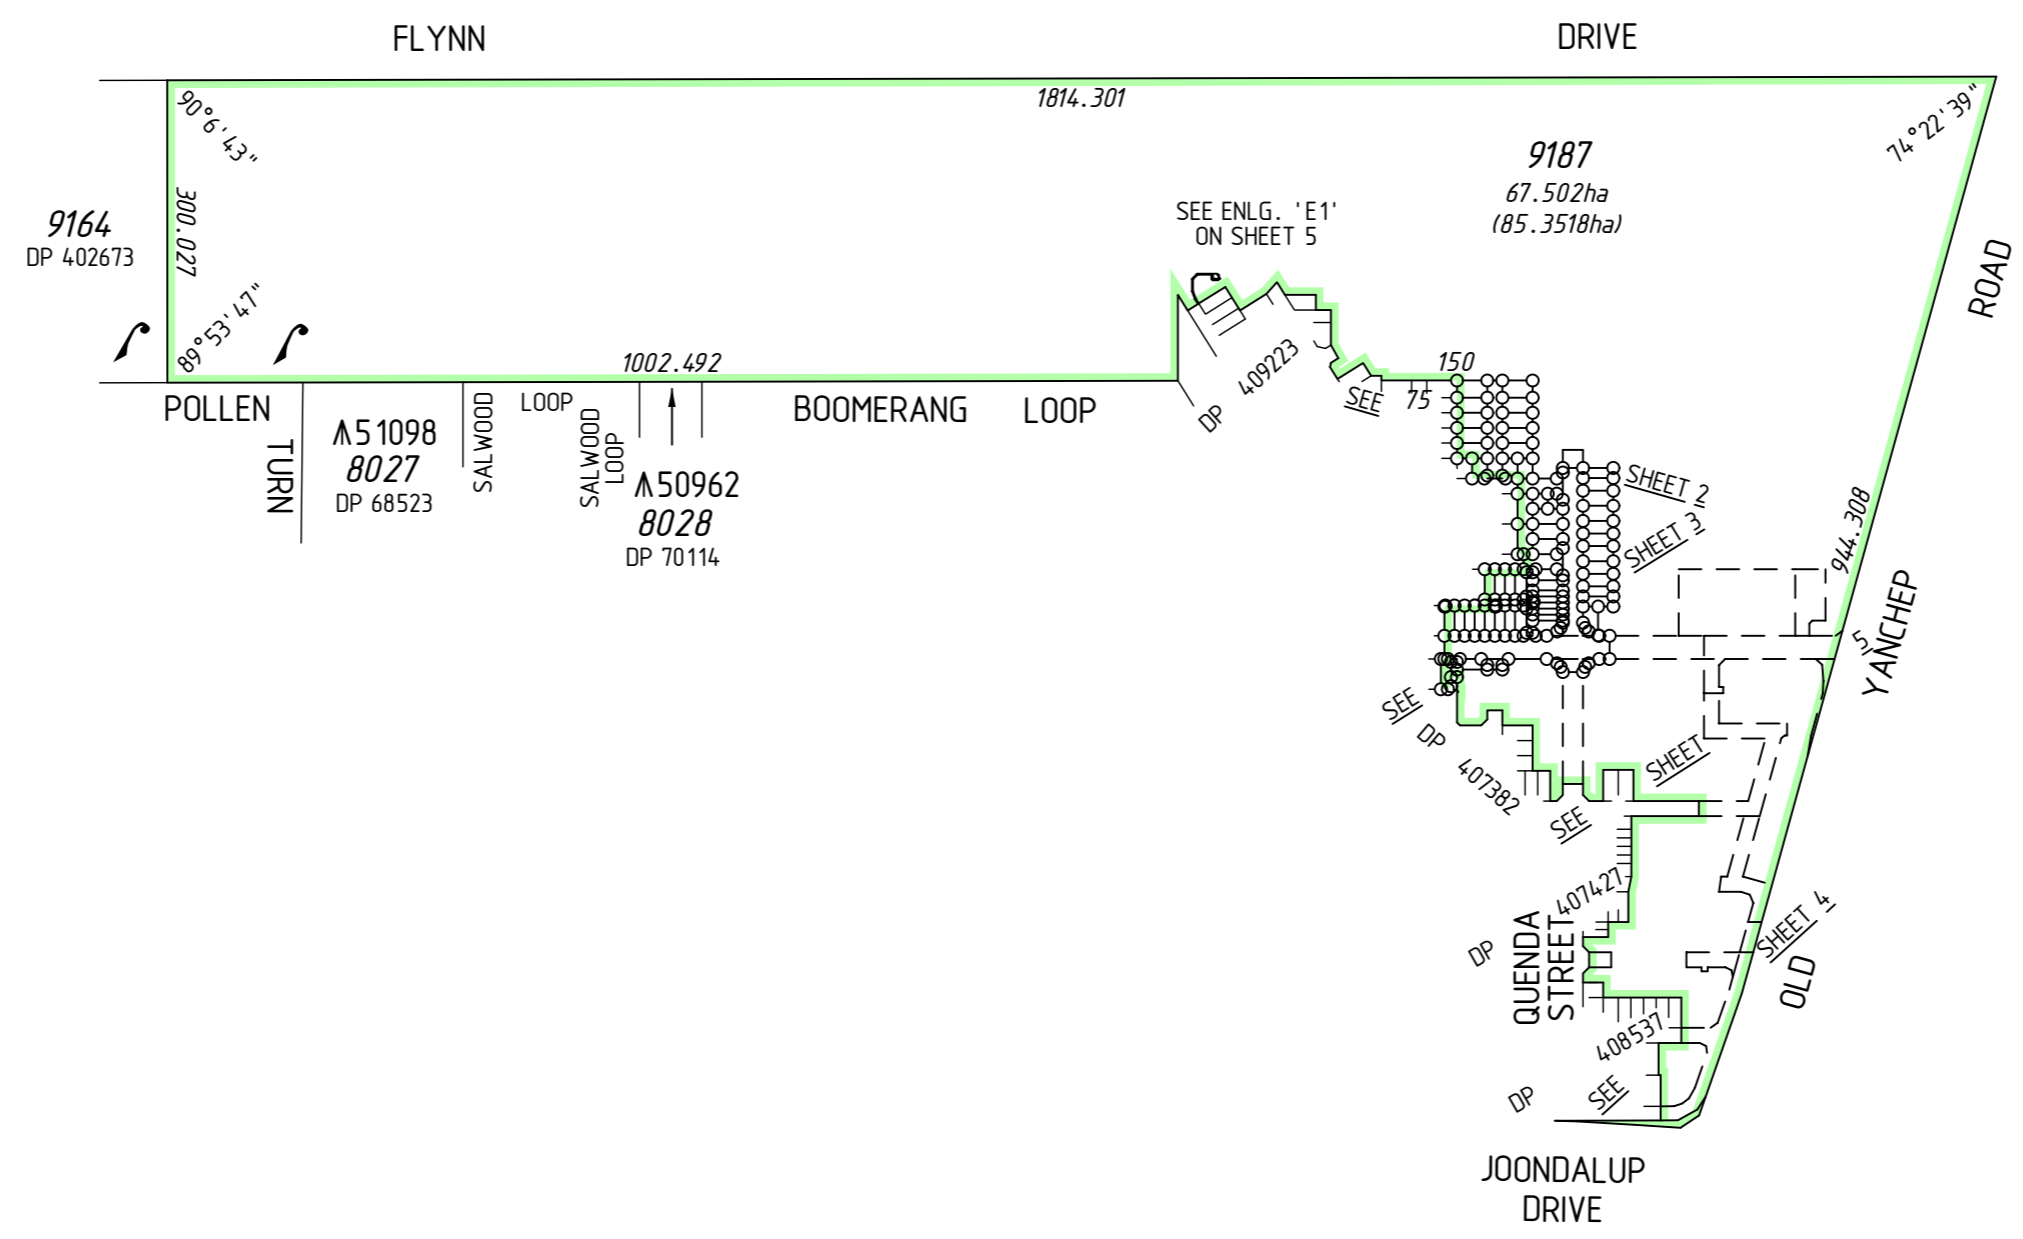 FLYNN DRIVE
1814.301
90°6'43"
74°22'39"
9187
67.502ha
(85.3518ha)
300.027
9164
DP 402673
SEE ENLG. 'E1'
ON SHEET 5
ROAD
89°53'47"
1002.492
150
75
DP 409223
SEE
POLLEN
TURN
⩚51098
8027
DP 68523
SALWOOD
LOOP
SALWOOD
LOOP
⩚50962
8028
DP 70114
BOOMERANG LOOP
SHEET 2
SHEET 3
944.308
YANCHEP
5
SEE
SHEET
DP 407382
SEE
DP 407427
QUENDA
STREET
SHEET 4
OLD
DP 408537
SEE
JOONDALUP
DRIVE